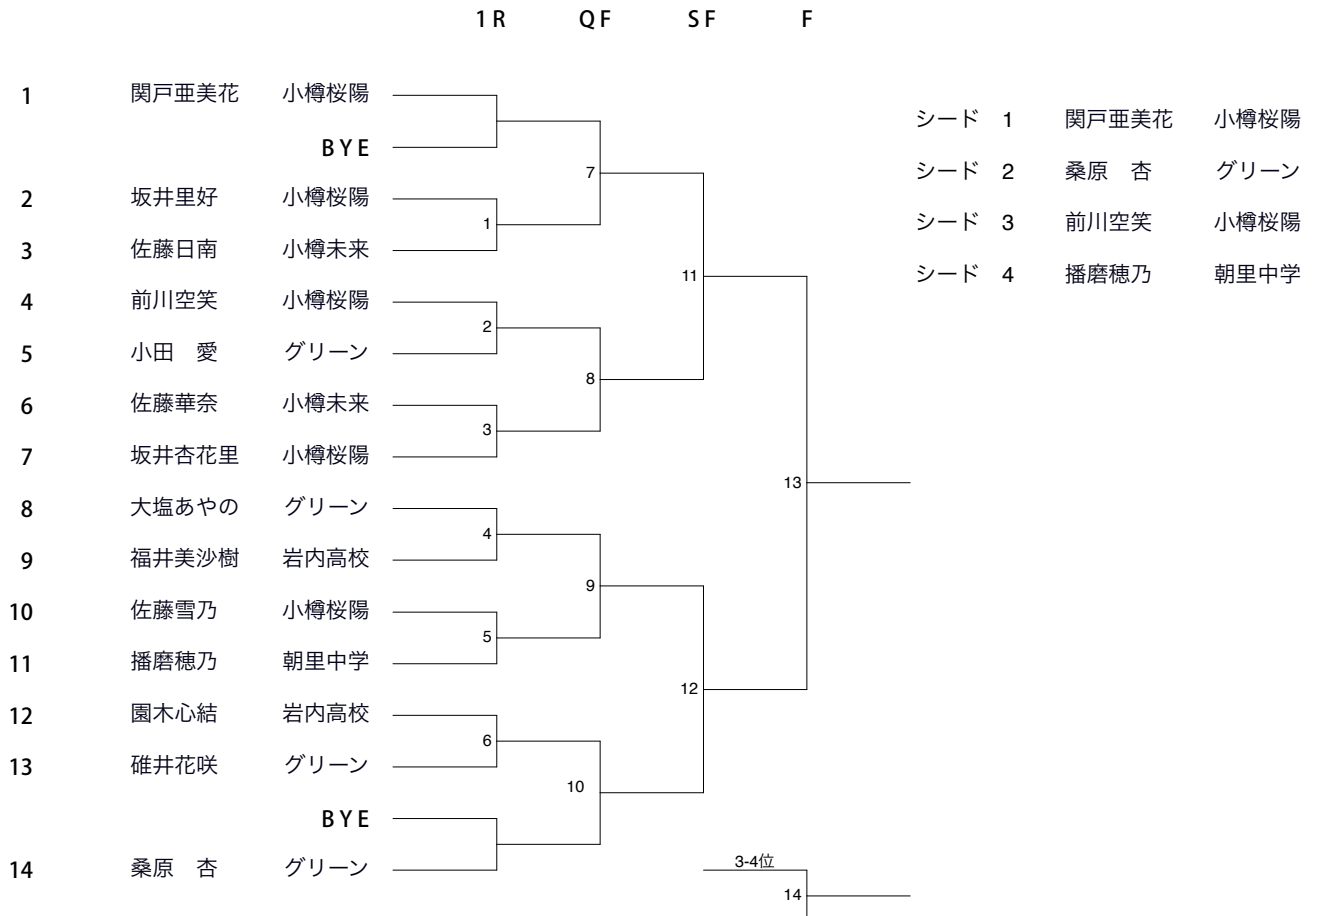 1R QF SF F
1 関戸亜美花 小樽桜陽
シード 1 関戸亜美花 小樽桜陽
BYE
シード 2 桑原 杏 グリーン
7
2 坂井里好 小樽桜陽
シード 3 前川空笑 小樽桜陽
1
3 佐藤日南 小樽未来
シード 4 播磨穂乃 朝里中学
11
4 前川空笑 小樽桜陽
2
5 小田 愛 グリーン
8
6 佐藤華奈 小樽未来
3
7 坂井杏花里 小樽桜陽
13
8 大塩あやの グリーン
4
9 福井美沙樹 岩内高校
9
10 佐藤雪乃 小樽桜陽
5
11 播磨穂乃 朝里中学
12
12 園木心結 岩内高校
6
13 碓井花咲 グリーン
10
BYE
14 桑原 杏 グリーン
3-4位
14